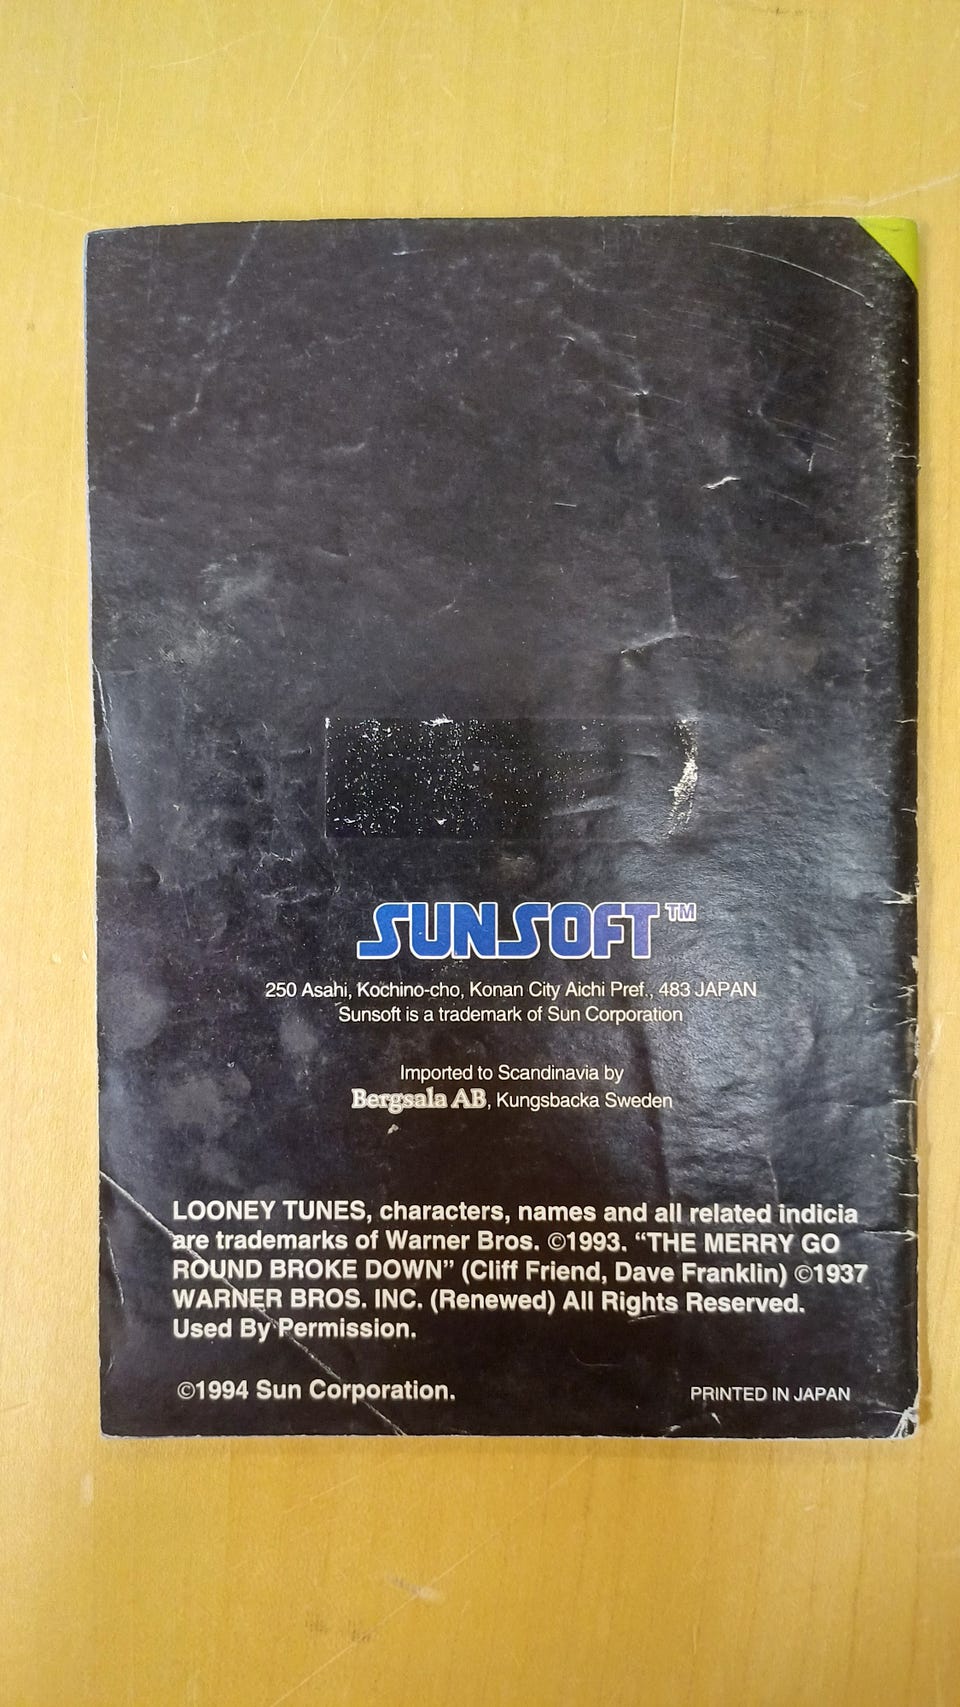 SUNSOFT™
250 Asahi, Kochino-cho, Konan City Aichi Pref., 483 JAPAN
Sunsoft is a trademark of Sun Corporation
Imported to Scandinavia by
Bergsala AB, Kungsbacka Sweden
LOONEY TUNES, characters, names and all related indicia
are trademarks of Warner Bros. ©1993. “THE MERRY GO
ROUND BROKE DOWN” (Cliff Friend, Dave Franklin) ©1937
WARNER BROS. INC. (Renewed) All Rights Reserved.
Used By Permission.
©1994 Sun Corporation.
PRINTED IN JAPAN